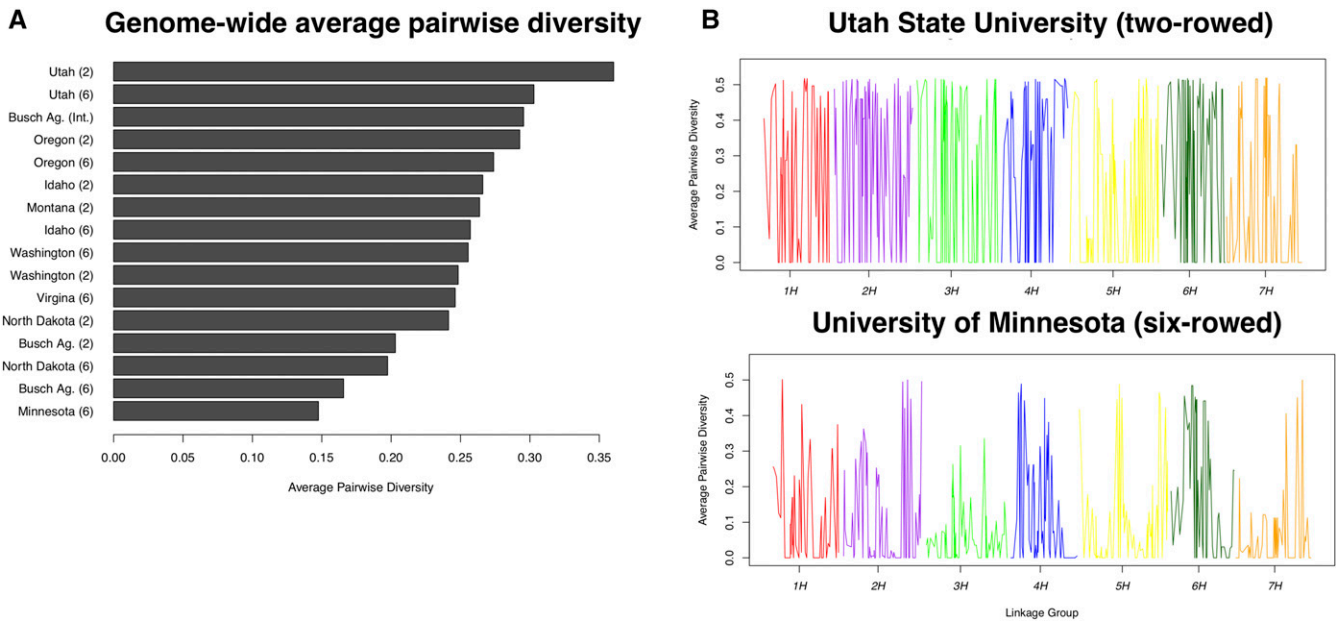 A
Genome-wide average pairwise diversity
Utah (2)
Utah (6)
Busch Ag. (Int.)
Oregon (2)
Oregon (6)
Idaho (2)
Montana (2)
Idaho (6)
Washington (6)
Washington (2)
Virgina (6)
North Dakota (2)
Busch Ag. (2)
North Dakota (6)
Busch Ag. (6)
Minnesota (6)
0.00 0.05 0.10 0.15 0.20 0.25 0.30 0.35
Average Pairwise Diversity
B
Utah State University (two-rowed)
Average Pairwise Diversity
0.5
0.4
0.3
0.2
0.1
0.0
1H 2H 3H 4H 5H 6H 7H
University of Minnesota (six-rowed)
Average Pairwise Diversity
0.5
0.4
0.3
0.2
0.1
0.0
1H 2H 3H 4H 5H 6H 7H
Linkage Group